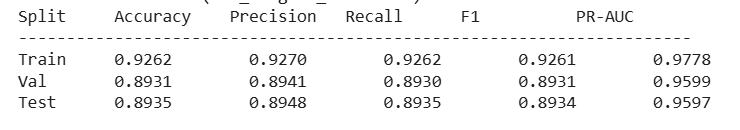 Split Accuracy Precision Recall F1 PR-AUC
----------------------------------------------------------------------
Train 0.9262 0.9270 0.9262 0.9261 0.9778
Val 0.8931 0.8941 0.8930 0.8931 0.9599
Test 0.8935 0.8948 0.8935 0.8934 0.9597